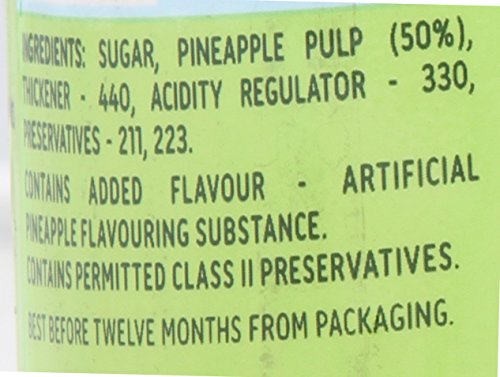 INGREDIENTS: SUGAR, PINEAPPLE PULP (50%),
THICKENER - 440, ACIDITY REGULATOR - 330,
PRESERVATIVES - 211, 223.
CONTAINS ADDED FLAVOUR - ARTIFICIAL
PINEAPPLE FLAVOURING SUBSTANCE.
CONTAINS PERMITTED CLASS II PRESERVATIVES.
BEST BEFORE TWELVE MONTHS FROM PACKAGING.